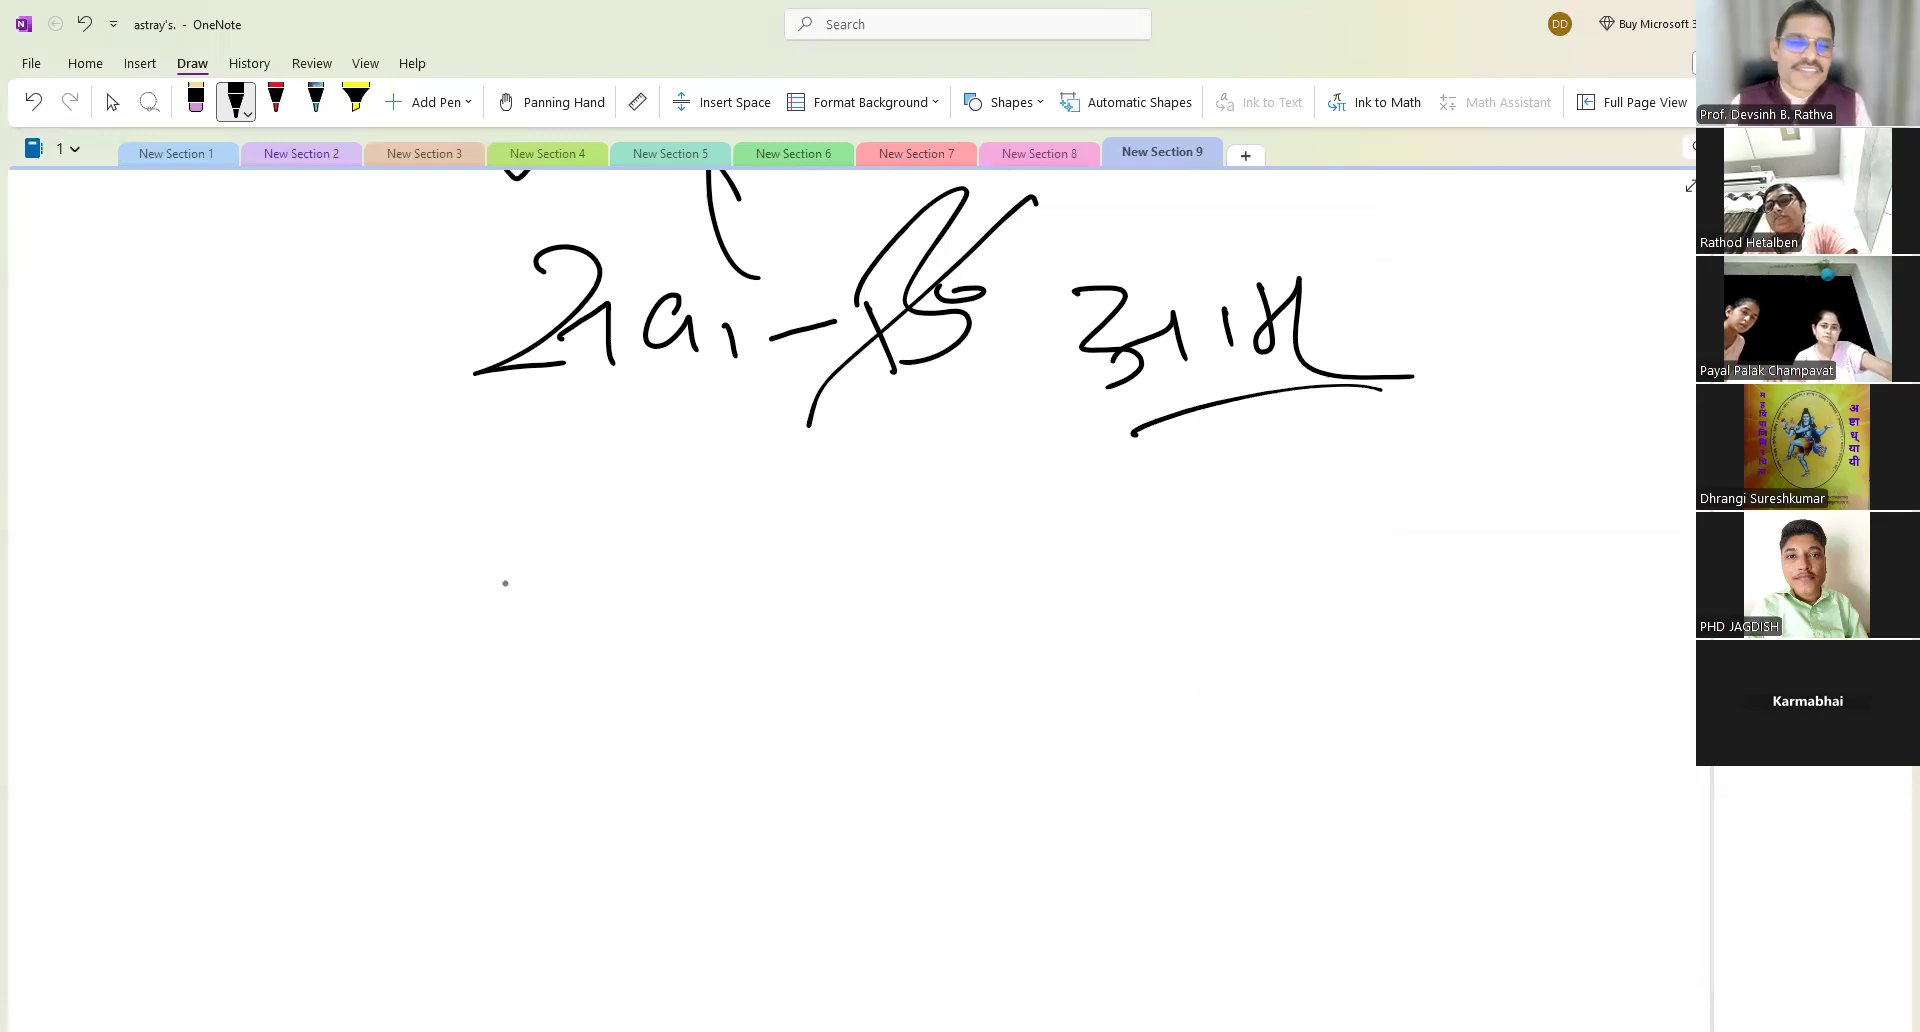 astray's. - OneNote
Search
DD
Buy Microsoft 3
File Home Insert Draw History Review View Help
Add Pen Panning Hand Insert Space Format Background Shapes Automatic Shapes Ink to Text Ink to Math Math Assistant Full Page View
1 New Section 1 New Section 2 New Section 3 New Section 4 New Section 5 New Section 6 New Section 7 New Section 8 New Section 9 +
Prof. Devsinh B. Rathva
Rathod Hetalben
Payal Palak Champavat
अष्टाध्यायी
Dhrangi Sureshkumar
PHD JAGDISH
Karmabhai